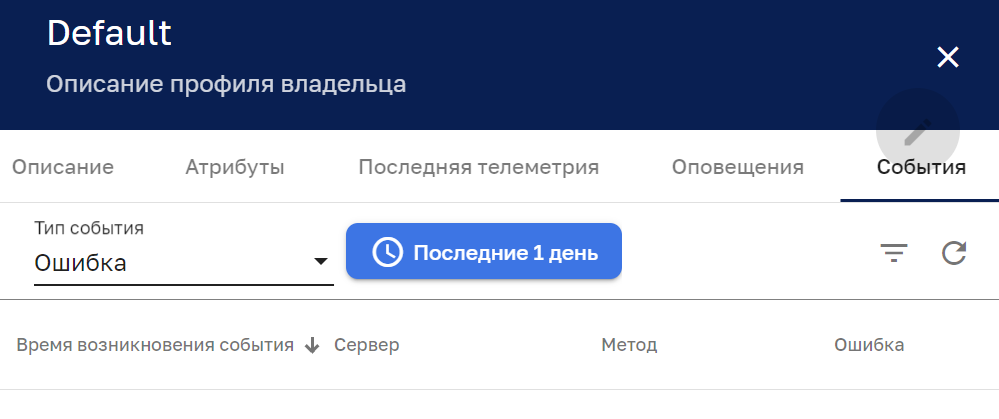 Default
Описание профиля владельца
Описание Атрибуты Последняя телеметрия Оповещения События
Тип события
Ошибка
Последние 1 день
Время возникновения события Сервер Метод Ошибка